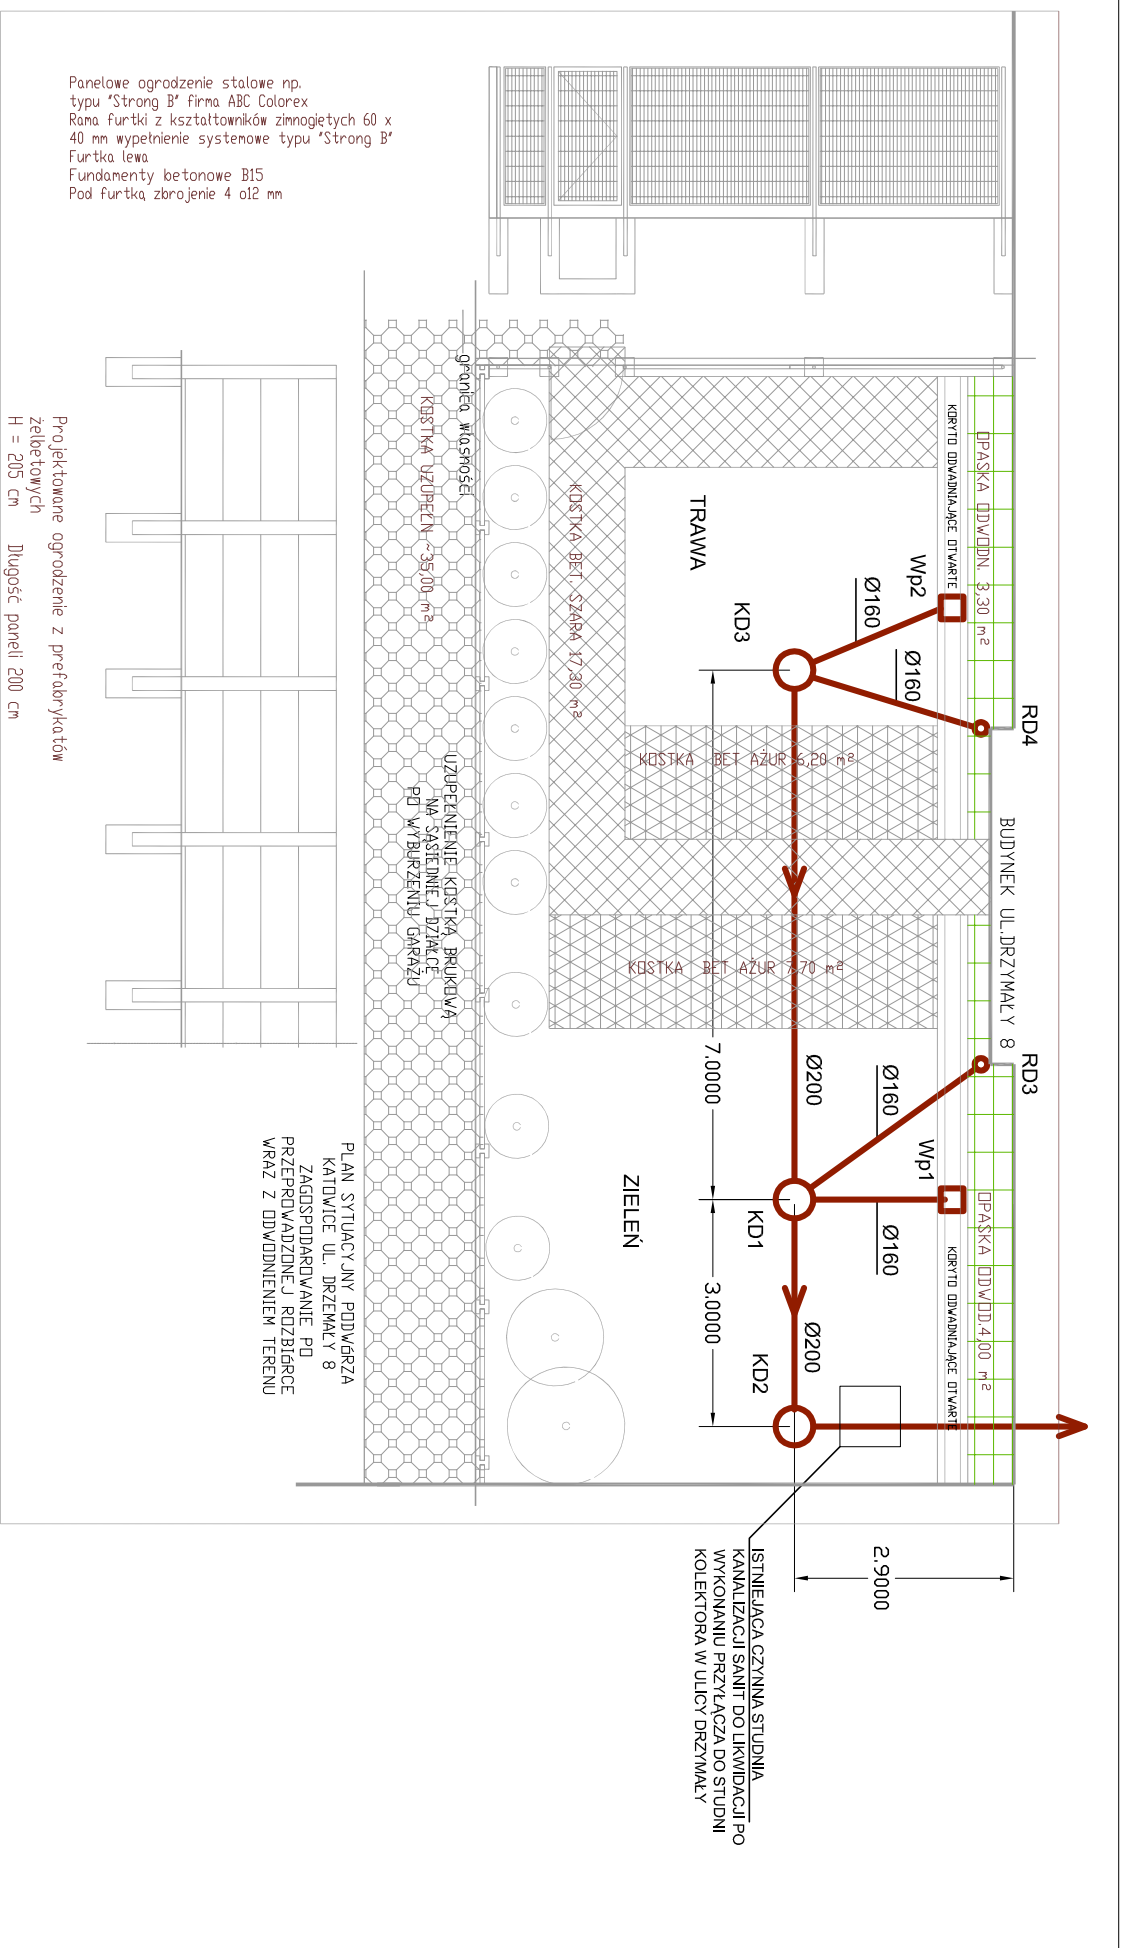 Panelowe ogrodzenie stalowe np.
typu "Strong B" firma ABC Colorex
Rama furtki z kształtowników zimnogiętych 60 x
40 mm wypełnienie systemowe typu "Strong B"
Furtka lewa
Fundamenty betonowe B15
Pod furtką zbrojenie 4 o12 mm
Projektowane ogrodzenie z prefabrykatów
żelbetowych
H = 205 cm Długość paneli 200 cm
granica własności
KOSTKA UZUPEŁN ~35,00 m²
KOSTKA BET. SZARA 17,30 m²
TRAWA
KORYTO ODWADNIAJĄCE OTWARTE
OPASKA ODWODN. 3,30 m²
Wp2
Ø160
Ø160
KD3
RD4
KOSTKA BET AŻUR 6,20 m²
BUDYNEK UL.DRZYMAŁY 8
KOSTKA BET AŻUR 7,70 m²
UZUPEŁNIENIE KOSTKĄ BRUKOWĄ
NA SĄSIEDNIEJ DZIAŁCE
PO WYBURZENIU GARAŻU
7.0000
Ø200
RD3
Ø160
Wp1
Ø160
KD1
ZIELEŃ
OPASKA ODWOD.4,00 m²
KORYTO ODWADNIAJĄCE OTWARTE
3.0000
Ø200
KD2
PLAN SYTUACYJNY PODWÓRZA
KATOWICE UL. DRZEMAŁY 8
ZAGOSPODAROWANIE PO
PRZEPROWADZONEJ ROZBIÓRCE
WRAZ Z ODWODNIENIEM TERENU
2.9000
ISTNIEJĄCA CZYNNA STUDNIA
KANALIZACJI SANIT DO LIKWIDACJI PO
WYKONANIU PRZYŁĄCZA DO STUDNI
KOLEKTORA W ULICY DRZYMAŁY